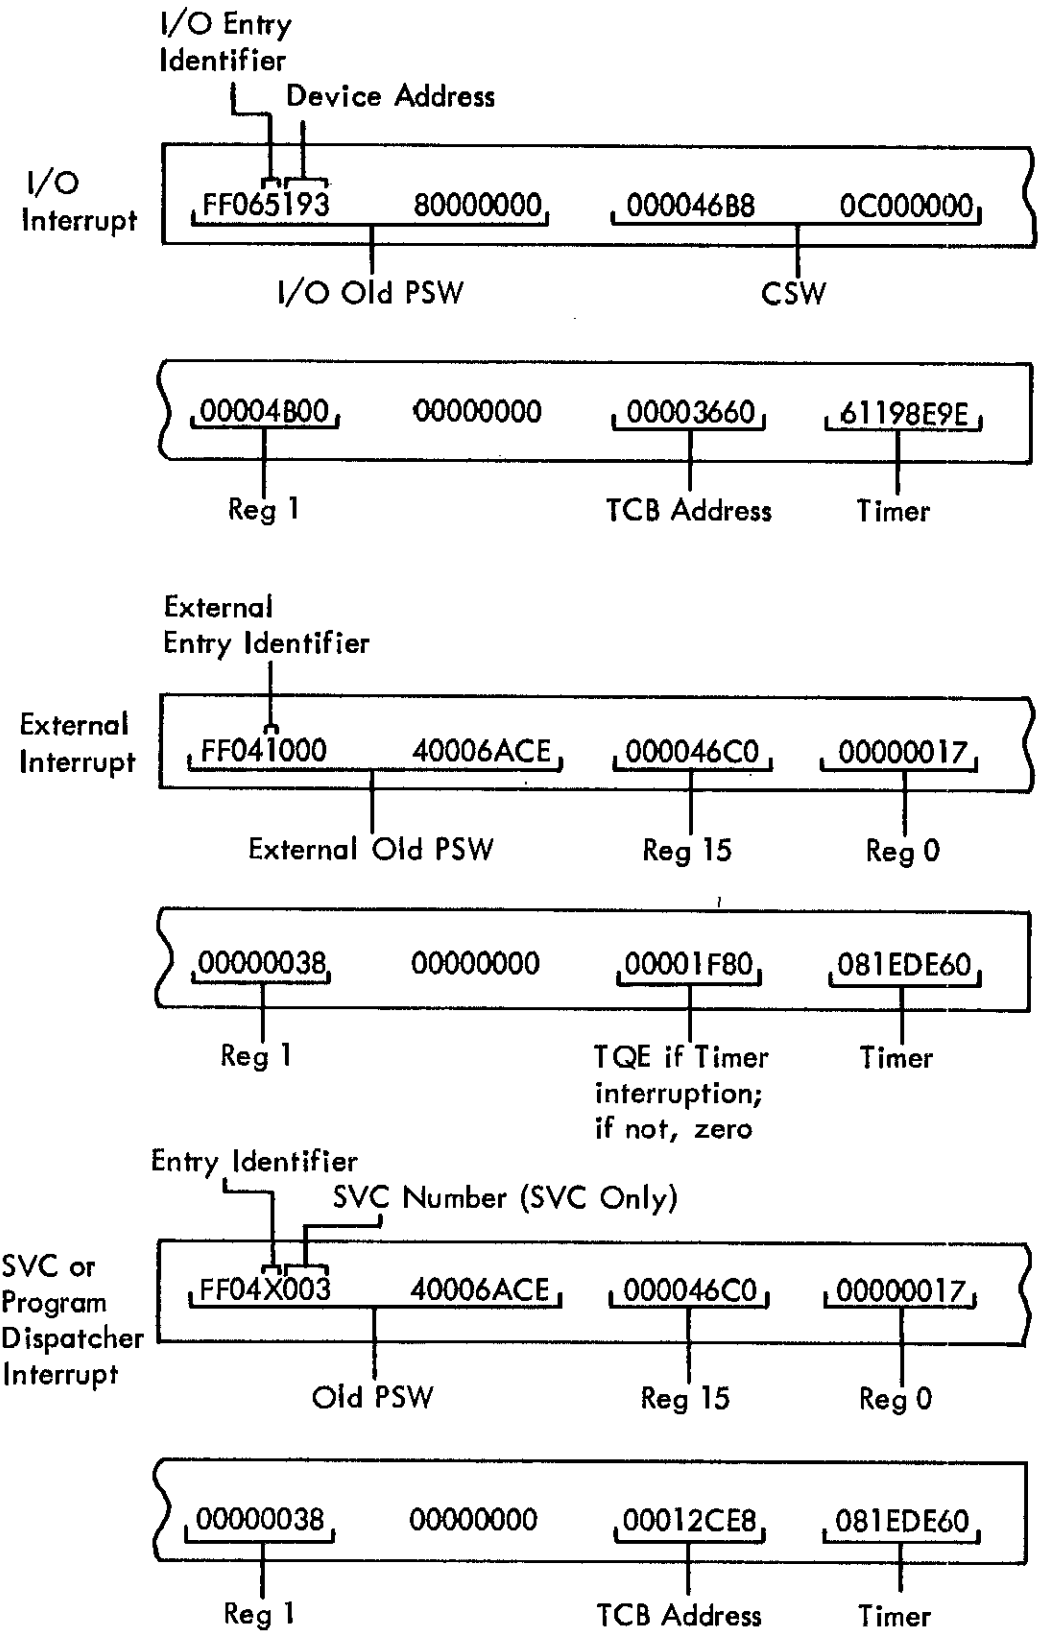 I/O Entry
Identifier
Device Address
I/O
Interrupt
FF065193 80000000 000046B8 0C000000
I/O Old PSW CSW
00004B00 00000000 00003660 61198E9E
Reg 1 TCB Address Timer
External
Entry Identifier
External
Interrupt
FF041000 40006ACE 000046C0 00000017
External Old PSW Reg 15 Reg 0
00000038 00000000 00001F80 081EDE60
Reg 1 TQE if Timer Timer
interruption;
if not, zero
Entry Identifier
SVC Number (SVC Only)
SVC or
Program
Dispatcher
Interrupt
FF04X003 40006ACE 000046C0 00000017
Old PSW Reg 15 Reg 0
00000038 00000000 00012CE8 081EDE60
Reg 1 TCB Address Timer